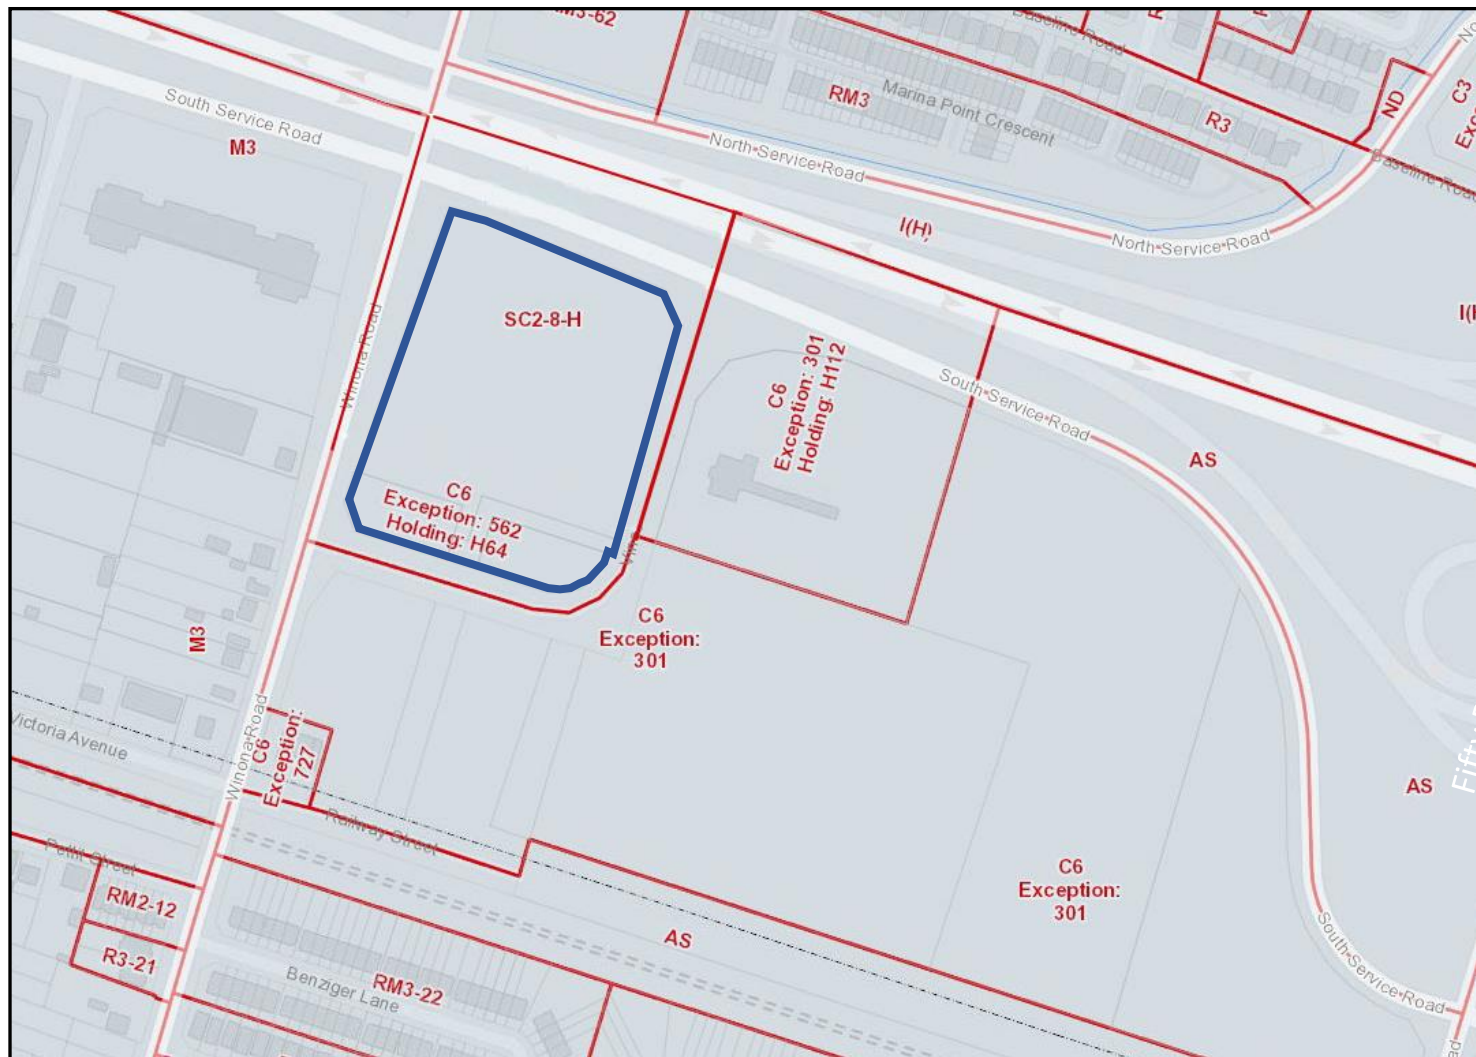 RM3-62
Baseline Road
South Service Road
M3
RM3
Marina Point Crescent
R3
ND
C3
North Service Road
Baseline Road
I(H)
North Service Road
SC2-8-H
Winona Road
C6
Exception: 301
Holding: H112
South Service Road
AS
C6
Exception: 562
Holding: H64
C6
Exception:
301
M3
Victoria Avenue
Winona Road
C6
Exception:
727
Railway Street
AS
Pettit Street
RM2-12
R3-21
C6
Exception:
301
AS
RM3-22
Benziger Lane
South Service Road